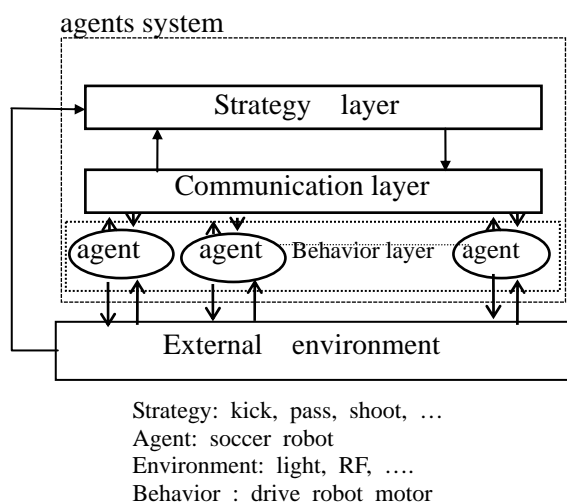 agents system
Strategy layer
Communication layer
agent agent Behavior layer agent
External environment
Strategy: kick, pass, shoot, …
Agent: soccer robot
Environment: light, RF, ….
Behavior : drive robot motor